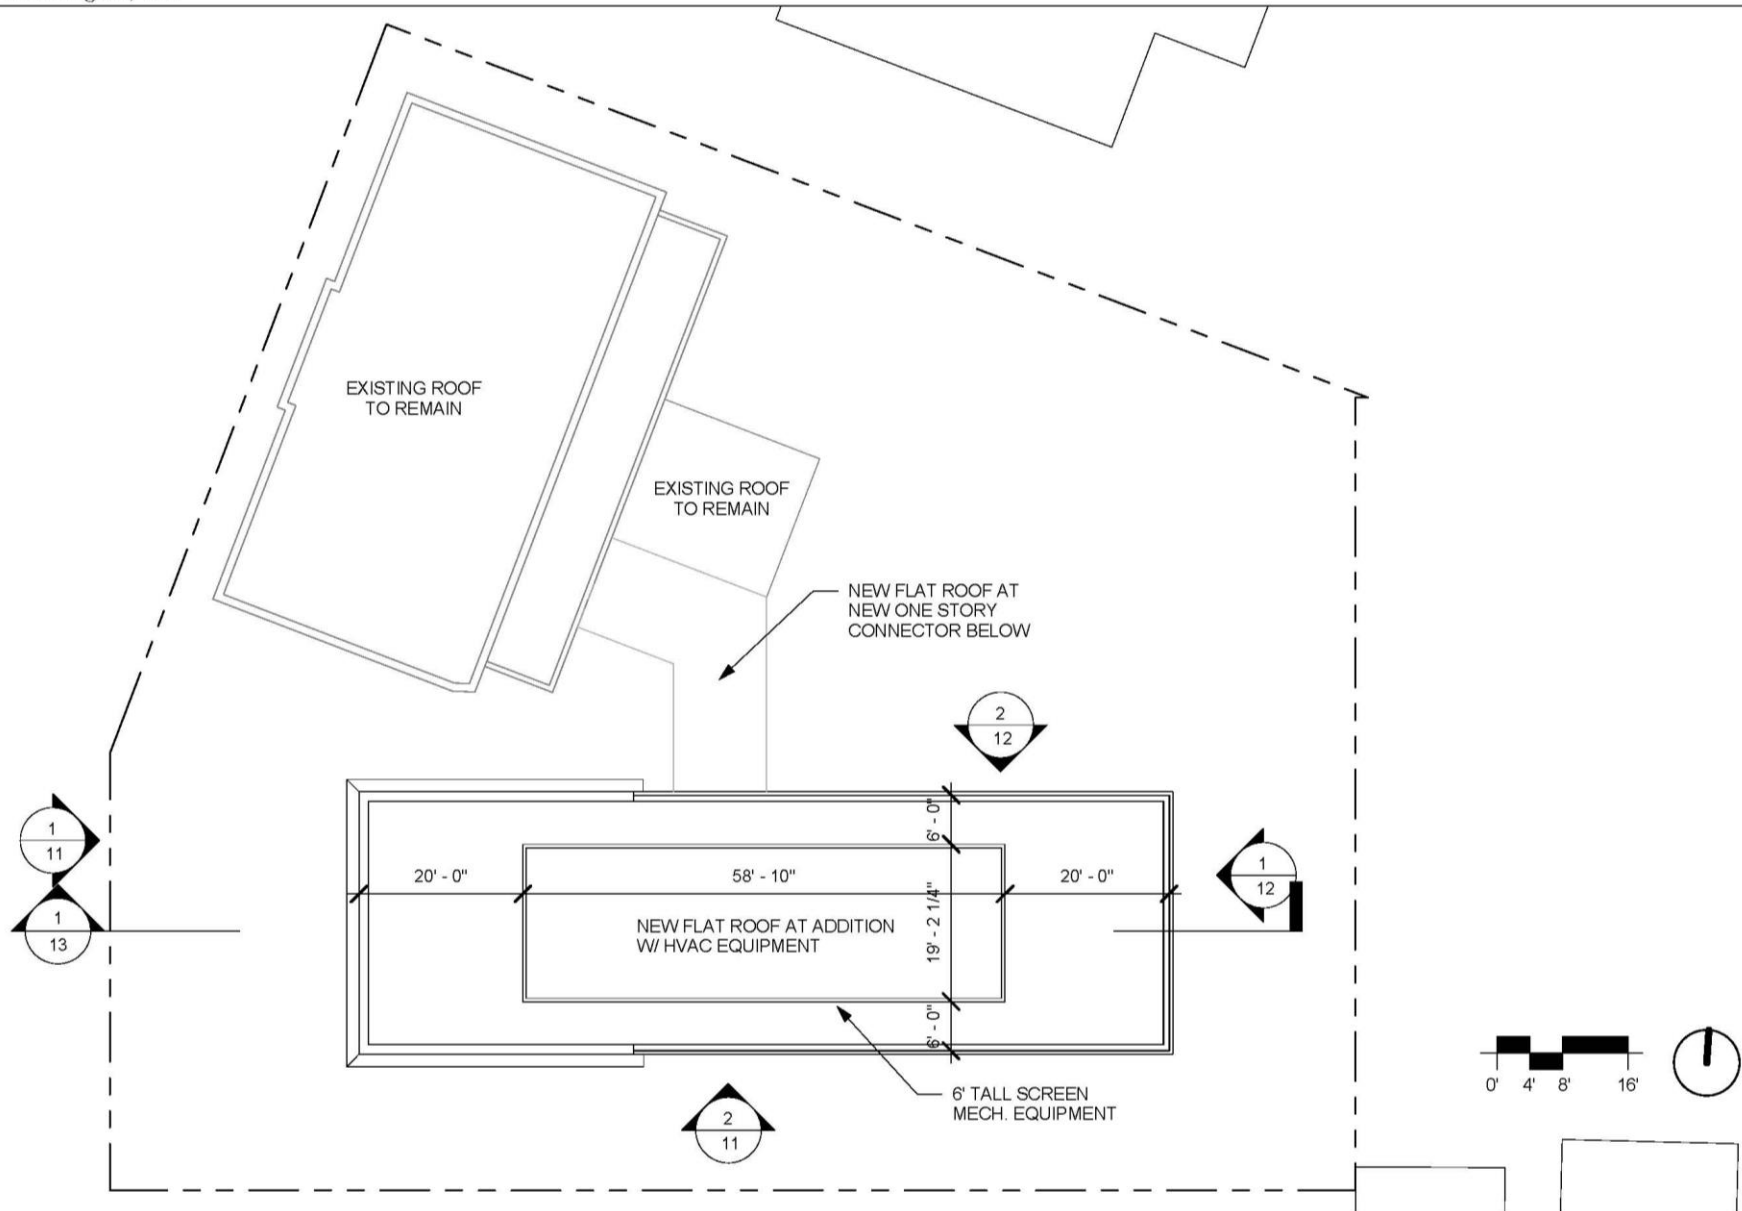 EXISTING ROOF
TO REMAIN
EXISTING ROOF
TO REMAIN
NEW FLAT ROOF AT
NEW ONE STORY
CONNECTOR BELOW
2
12
1
11
1
13
6' - 0"
20' - 0"
58' - 10"
20' - 0"
1
12
19' - 2 1/4"
NEW FLAT ROOF AT ADDITION
W/ HVAC EQUIPMENT
6' - 0"
6' TALL SCREEN
MECH. EQUIPMENT
2
11
0' 4' 8' 16'